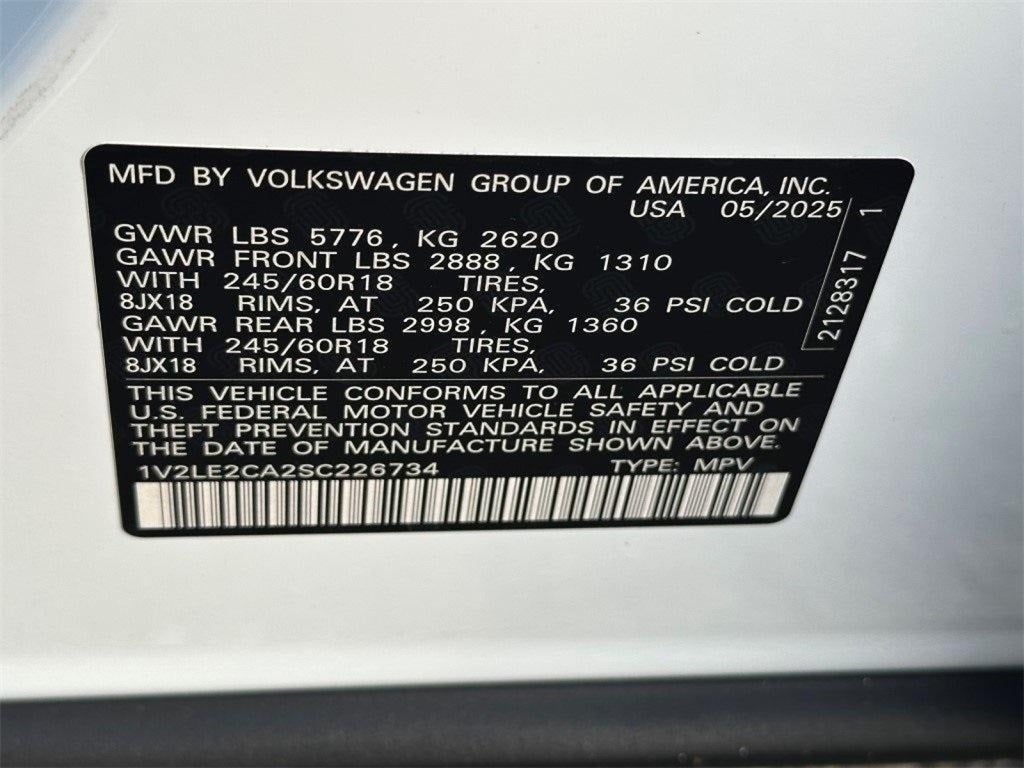 MFD BY VOLKSWAGEN GROUP OF AMERICA, INC.
USA 05/2025
GVWR LBS 5776, KG 2620
GAWR FRONT LBS 2888, KG 1310
WITH 245/60R18 TIRES,
8JX18 RIMS, AT 250 KPA, 36 PSI COLD
GAWR REAR LBS 2998, KG 1360
WITH 245/60R18 TIRES,
8JX18 RIMS, AT 250 KPA, 36 PSI COLD
2128317 1
THIS VEHICLE CONFORMS TO ALL APPLICABLE
U.S. FEDERAL MOTOR VEHICLE SAFETY AND
THEFT PREVENTION STANDARDS IN EFFECT ON
THE DATE OF MANUFACTURE SHOWN ABOVE.
1V2LE2CA2SC226734 TYPE: MPV